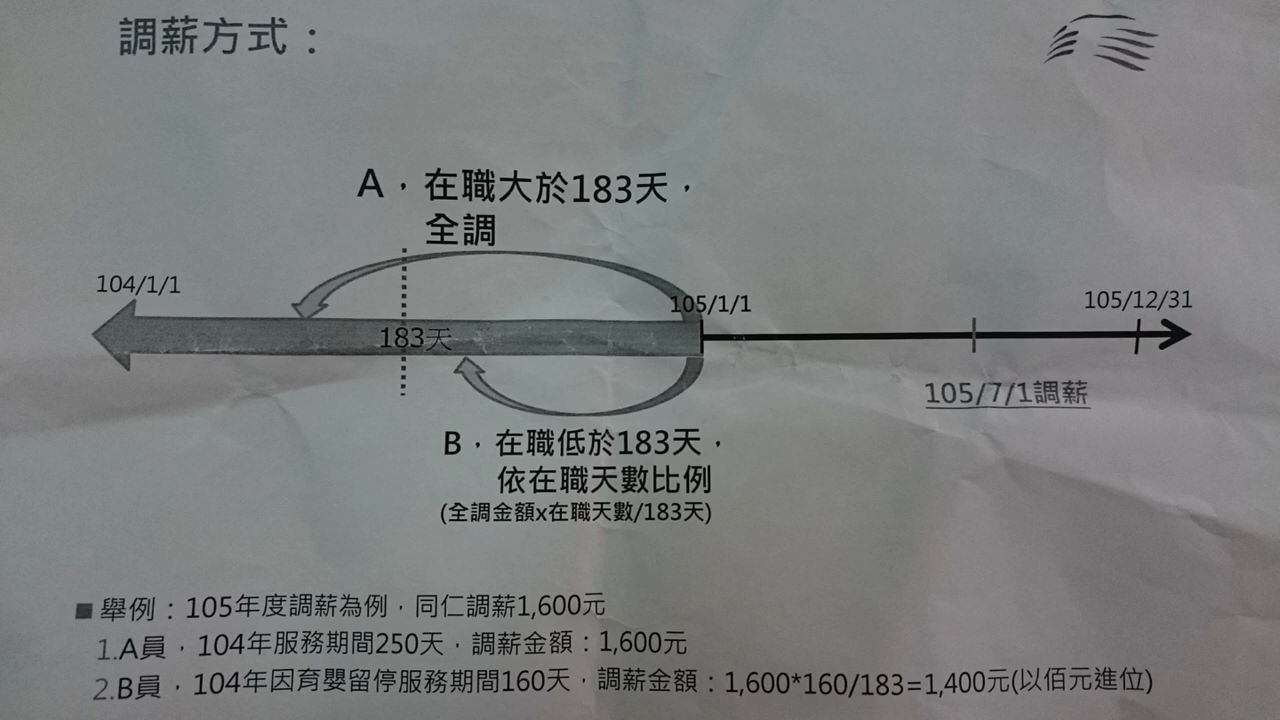 調薪方式：
A，在職大於183天，
全調
104/1/1
105/1/1
105/12/31
183天
105/7/1調薪
B，在職低於183天，
依在職天數比例
(全調金額x在職天數/183天)
■舉例：105年度調薪為例，同仁調薪1,600元
1.A員，104年服務期間250天，調薪金額：1,600元
2.B員，104年因育嬰留停服務期間160天，調薪金額：1,600*160/183=1,400元(以佰元進位)